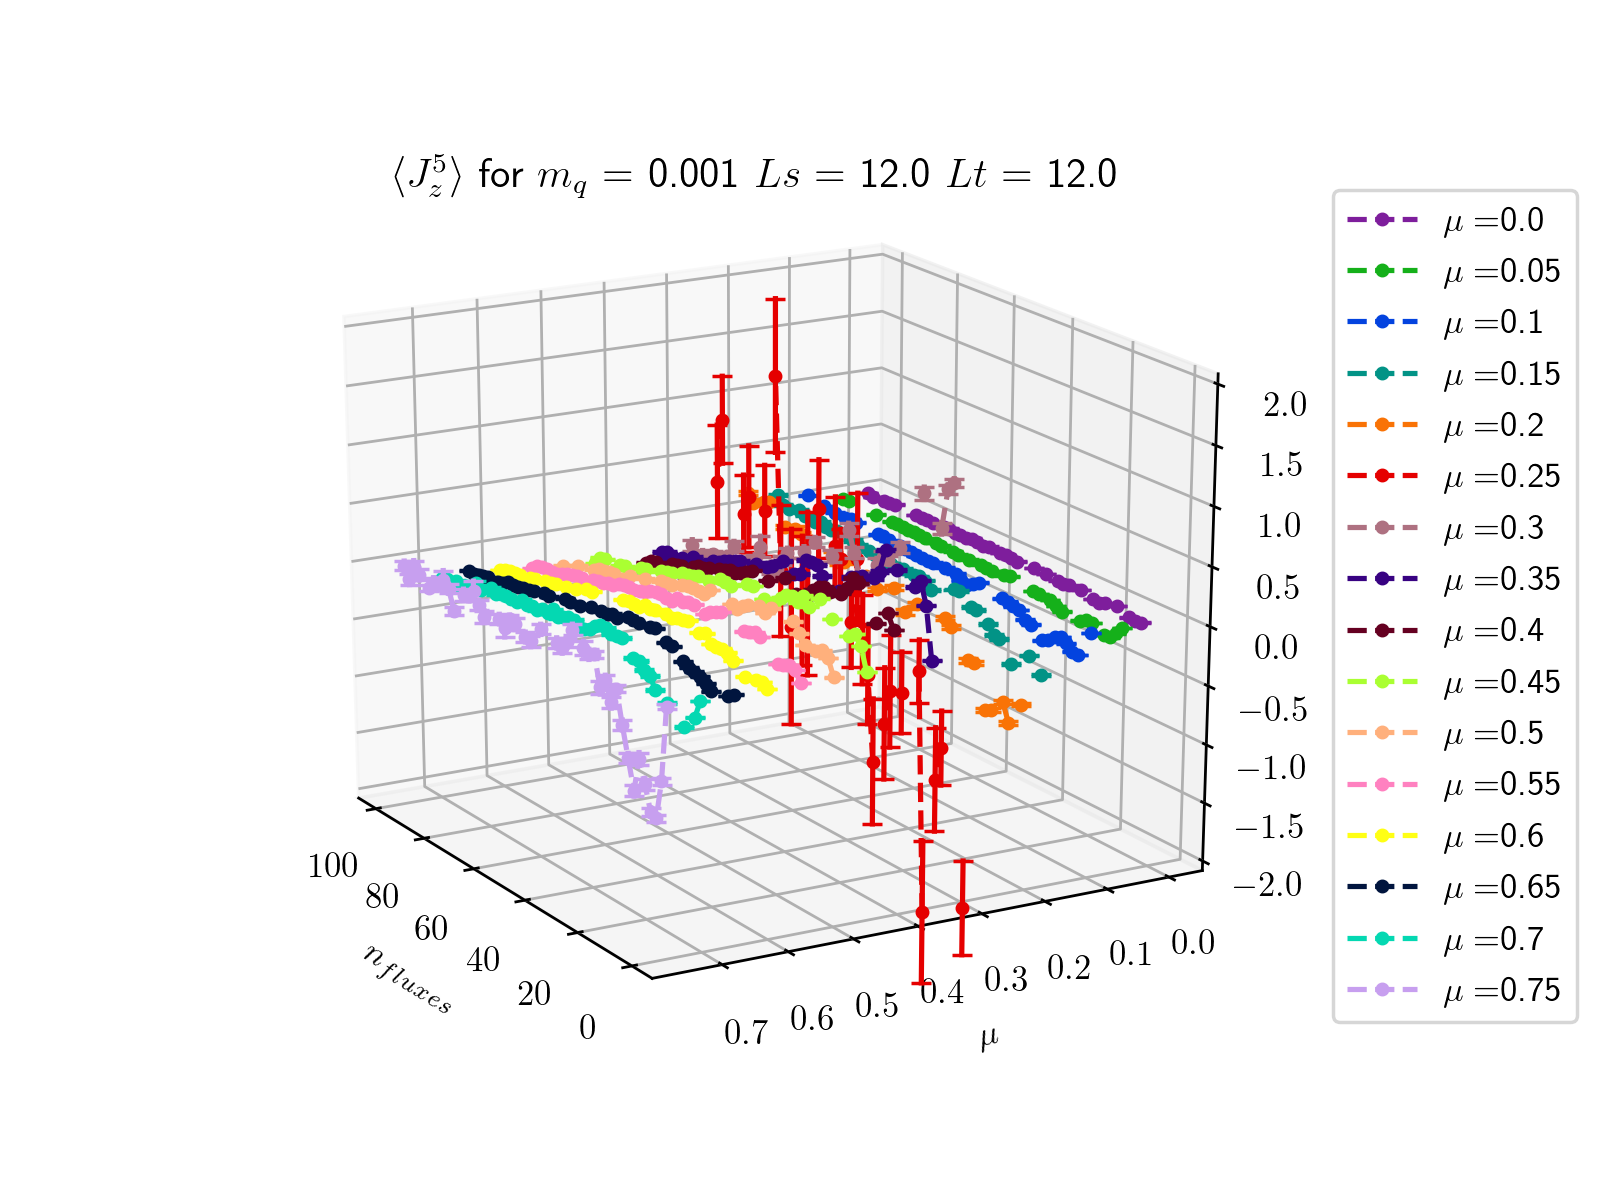 ⟨J_z^5⟩ for m_q = 0.001 Ls = 12.0 Lt = 12.0
μ =0.0
μ =0.05
μ =0.1
μ =0.15
μ =0.2
μ =0.25
μ =0.3
μ =0.35
μ =0.4
μ =0.45
μ =0.5
μ =0.55
μ =0.6
μ =0.65
μ =0.7
μ =0.75
2.0
1.5
1.0
0.5
0.0
−0.5
−1.0
−1.5
−2.0
100
80
60
40
20
0
n_{fluxes}
0.7
0.6
0.5
0.4
0.3
0.2
0.1
0.0
μ